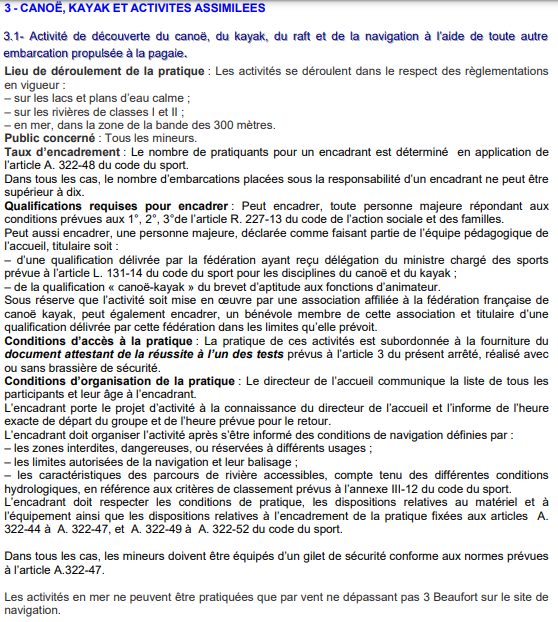 3 - CANOË, KAYAK ET ACTIVITES ASSIMILEES
3.1- Activité de découverte du canoë, du kayak, du raft et de la navigation à l'aide de toute autre
embarcation propulsée à la pagaie.
Lieu de déroulement de la pratique : Les activités se déroulent dans le respect des règlementations
en vigueur :
– sur les lacs et plans d'eau calme ;
– sur les rivières de classes I et II ;
– en mer, dans la zone de la bande des 300 mètres.
Public concerné : Tous les mineurs.
Taux d'encadrement : Le nombre de pratiquants pour un encadrant est déterminé en application de
l'article A. 322-48 du code du sport.
Dans tous les cas, le nombre d'embarcations placées sous la responsabilité d'un encadrant ne peut être
supérieur à dix.
Qualifications requises pour encadrer : Peut encadrer, toute personne majeure répondant aux
conditions prévues aux 1°, 2°, 3°de l'article R. 227-13 du code de l'action sociale et des familles.
Peut aussi encadrer, une personne majeure, déclarée comme faisant partie de l'équipe pédagogique de
l'accueil, titulaire soit :
– d'une qualification délivrée par la fédération ayant reçu délégation du ministre chargé des sports
prévue à l'article L. 131-14 du code du sport pour les disciplines du canoë et du kayak ;
– de la qualification « canoë-kayak » du brevet d'aptitude aux fonctions d'animateur.
Sous réserve que l'activité soit mise en œuvre par une association affiliée à la fédération française de
canoë kayak, peut également encadrer, un bénévole membre de cette association et titulaire d'une
qualification délivrée par cette fédération dans les limites qu'elle prévoit.
Conditions d'accès à la pratique : La pratique de ces activités est subordonnée à la fourniture du
document attestant de la réussite à l'un des tests prévus à l'article 3 du présent arrêté, réalisé avec
ou sans brassière de sécurité.
Conditions d'organisation de la pratique : Le directeur de l'accueil communique la liste de tous les
participants et leur âge à l'encadrant.
L'encadrant porte le projet d'activité à la connaissance du directeur de l'accueil et l'informe de l'heure
exacte de départ du groupe et de l'heure prévue pour le retour.
L'encadrant doit organiser l'activité après s'être informé des conditions de navigation définies par :
– les zones interdites, dangereuses, ou réservées à différents usages ;
– les limites autorisées de la navigation et leur balisage ;
– les caractéristiques des parcours de rivière accessibles, compte tenu des différentes conditions
hydrologiques, en référence aux critères de classement prévus à l'annexe III-12 du code du sport.
L'encadrant doit respecter les conditions de pratique, les dispositions relatives au matériel et à
l'équipement ainsi que les dispositions relatives à l'encadrement de la pratique fixées aux articles A.
322-44 à A. 322-47, et A. 322-49 à A. 322-52 du code du sport.
Dans tous les cas, les mineurs doivent être équipés d'un gilet de sécurité conforme aux normes prévues
à l'article A.322-47.
Les activités en mer ne peuvent être pratiquées que par vent ne dépassant pas 3 Beaufort sur le site de
navigation.